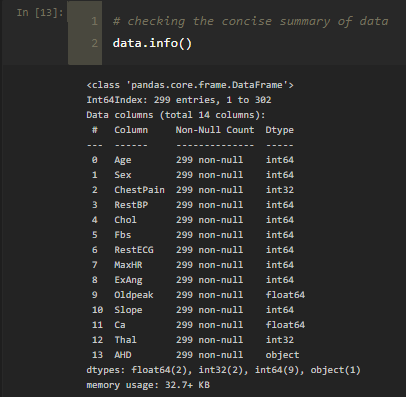 In [13]:
1 # checking the concise summary of data
2 data.info()
<class 'pandas.core.frame.DataFrame'>
Int64Index: 299 entries, 1 to 302
Data columns (total 14 columns):
# Column Non-Null Count Dtype
--- ------ -------------- -----
0 Age 299 non-null int64
1 Sex 299 non-null int64
2 ChestPain 299 non-null int32
3 RestBP 299 non-null int64
4 Chol 299 non-null int64
5 Fbs 299 non-null int64
6 RestECG 299 non-null int64
7 MaxHR 299 non-null int64
8 ExAng 299 non-null int64
9 Oldpeak 299 non-null float64
10 Slope 299 non-null int64
11 Ca 299 non-null float64
12 Thal 299 non-null int32
13 AHD 299 non-null object
dtypes: float64(2), int32(2), int64(9), object(1)
memory usage: 32.7+ KB